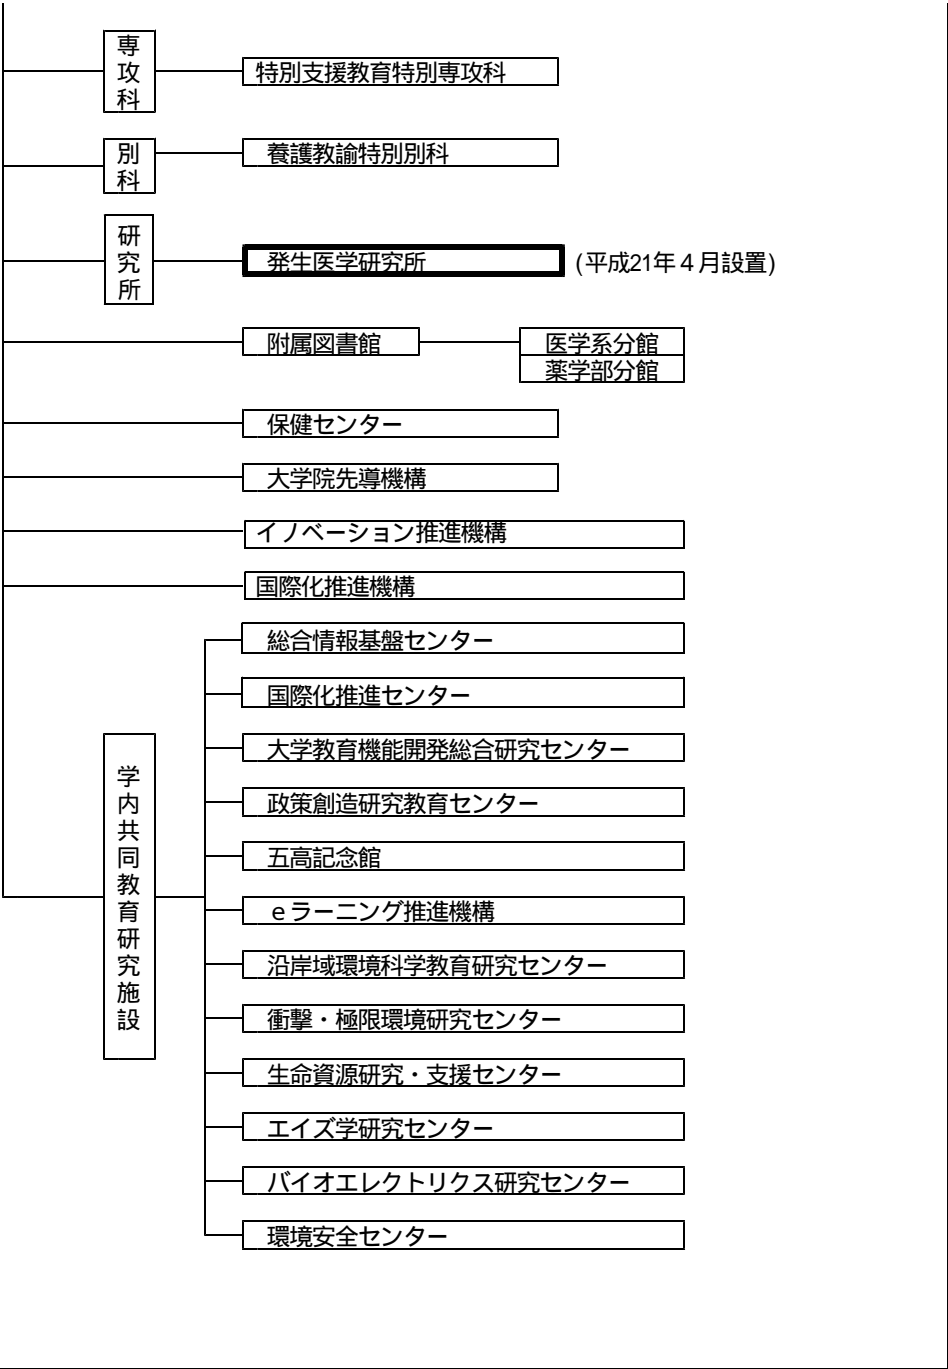 専攻科
特別支援教育特別専攻科
別科
養護教諭特別別科
研究所
発生医学研究所 (平成21年４月設置)
附属図書館
医学系分館
薬学部分館
保健センター
大学院先導機構
イノベーション推進機構
国際化推進機構
学内共同教育研究施設
総合情報基盤センター
国際化推進センター
大学教育機能開発総合研究センター
政策創造研究教育センター
五高記念館
ｅラーニング推進機構
沿岸域環境科学教育研究センター
衝撃・極限環境研究センター
生命資源研究・支援センター
エイズ学研究センター
バイオエレクトリクス研究センター
環境安全センター